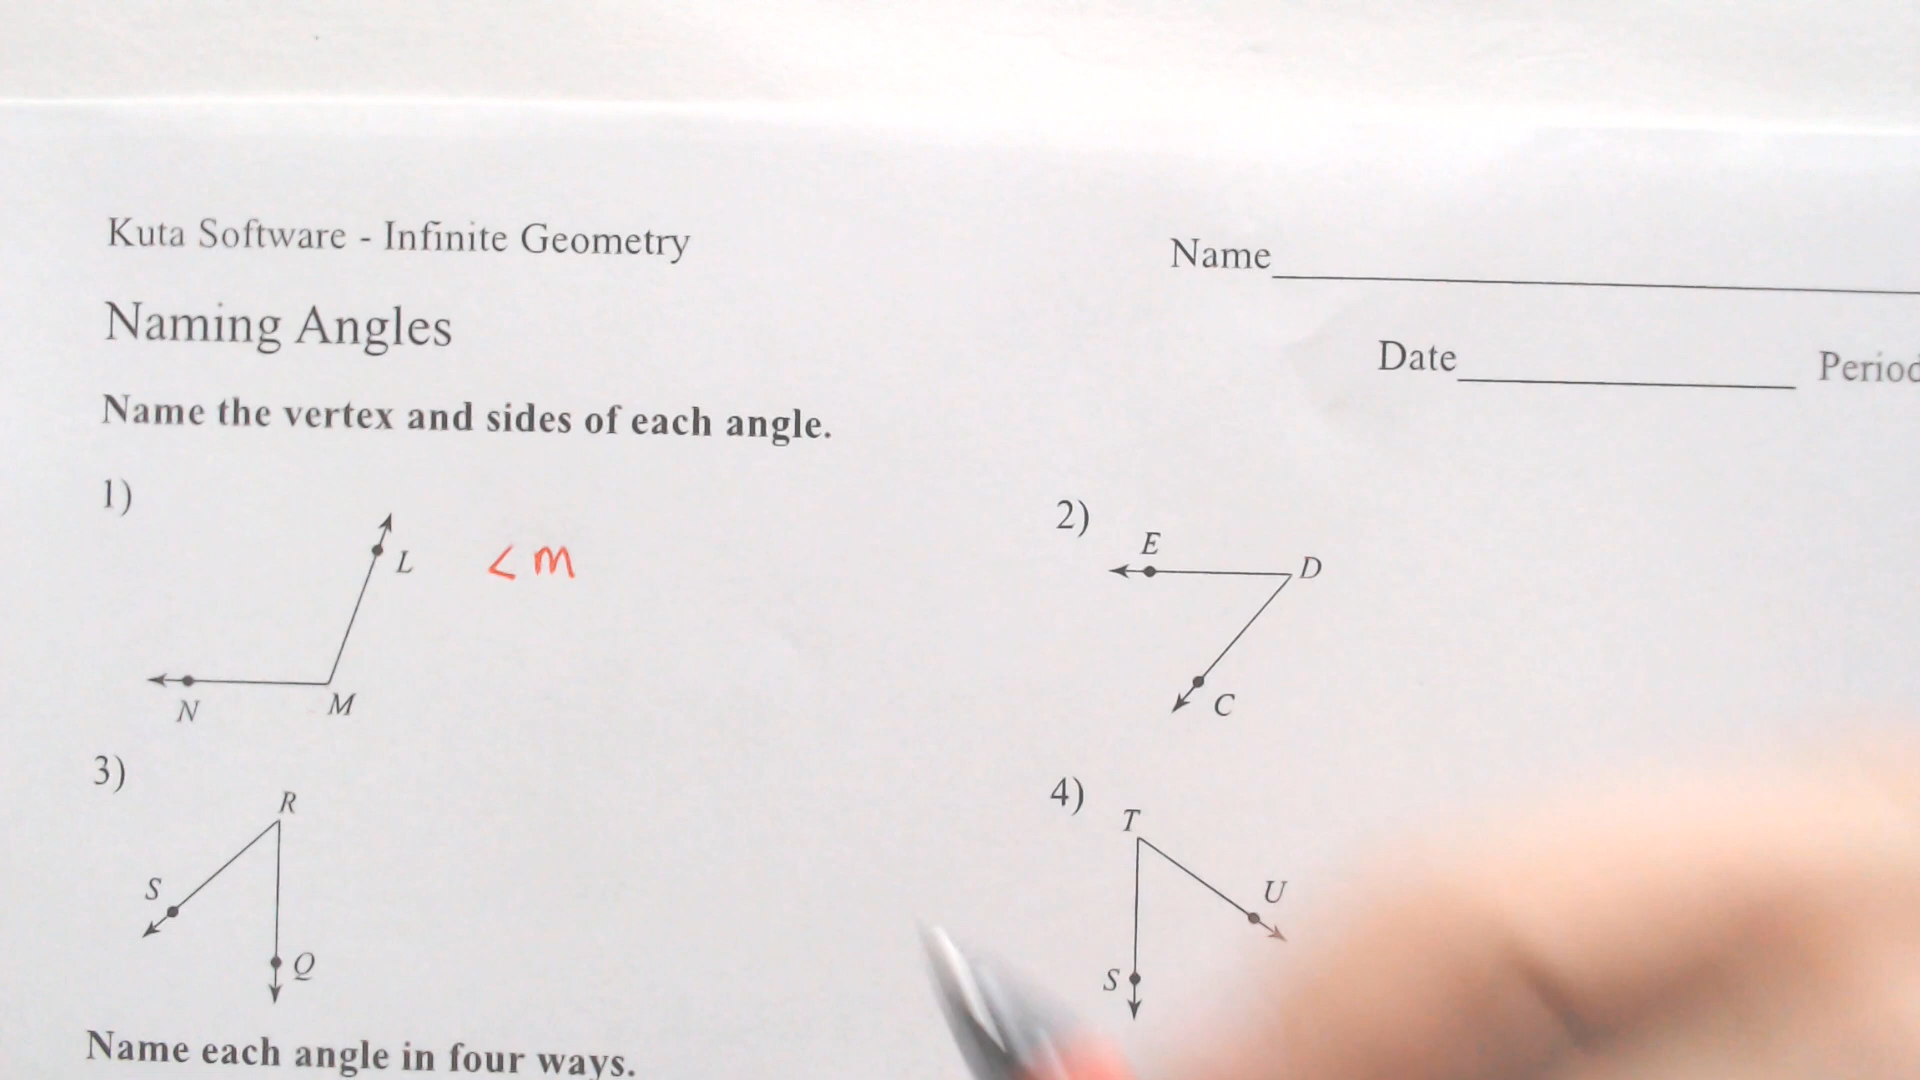 Kuta Software - Infinite Geometry
Name
Naming Angles
Date Period
Name the vertex and sides of each angle.
1)
L
< m
N
M
2)
E
D
C
3)
R
S
Q
4)
T
U
S
Name each angle in four ways.